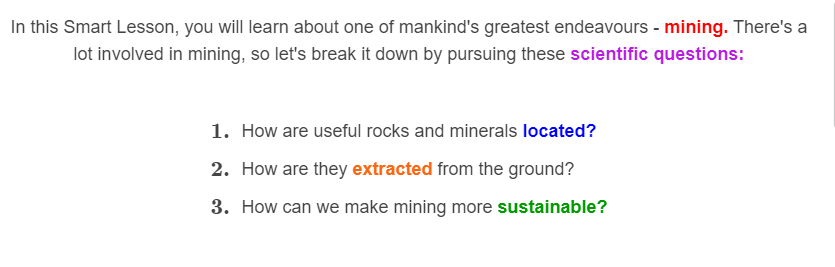 In this Smart Lesson, you will learn about one of mankind's greatest endeavours - mining. There's a
lot involved in mining, so let's break it down by pursuing these scientific questions:
1. How are useful rocks and minerals located?
2. How are they extracted from the ground?
3. How can we make mining more sustainable?